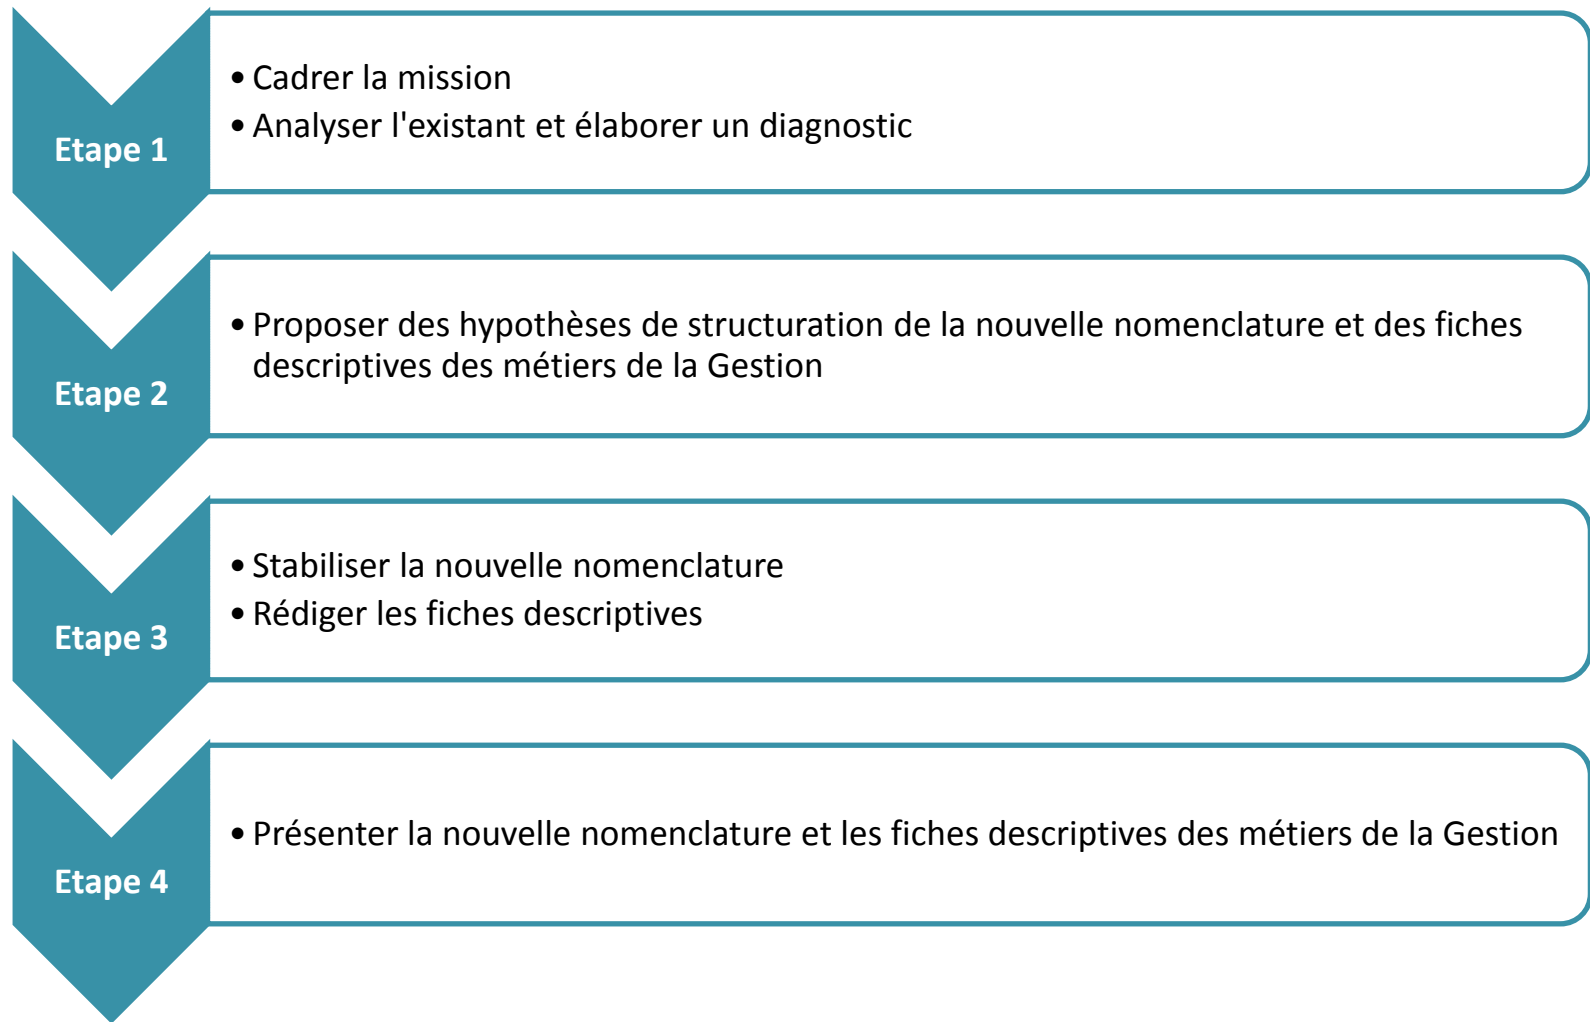 Etape 1
• Cadrer la mission
• Analyser l'existant et élaborer un diagnostic
Etape 2
• Proposer des hypothèses de structuration de la nouvelle nomenclature et des fiches
descriptives des métiers de la Gestion
Etape 3
• Stabiliser la nouvelle nomenclature
• Rédiger les fiches descriptives
Etape 4
• Présenter la nouvelle nomenclature et les fiches descriptives des métiers de la Gestion